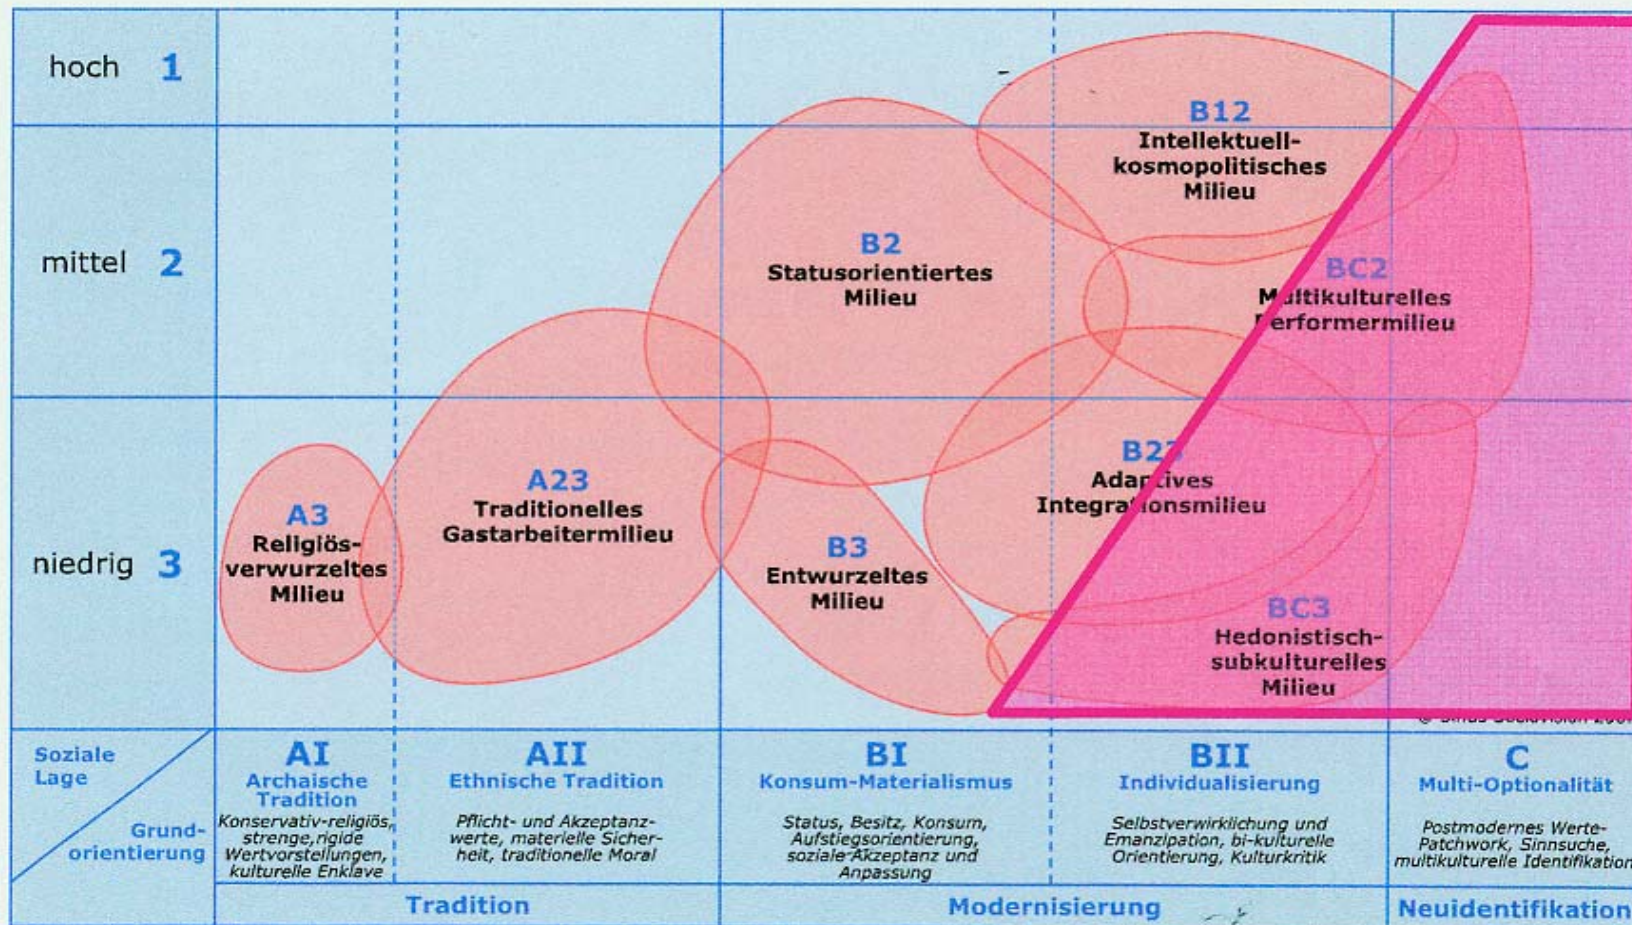 hoch 1
mittel 2
niedrig 3
B12
Intellektuell-
kosmopolitisches
Milieu
B2
Statusorientiertes
Milieu
BC2
Multikulturelles
Performermilieu
A23
Traditionelles
Gastarbeitermilieu
A3
Religiös-
verwurzeltes
Milieu
B23
Adaptives
Integrationsmilieu
B3
Entwurzeltes
Milieu
BC3
Hedonistisch-
subkulturelles
Milieu
Soziale
Lage
Grund-
orientierung
AI
Archaische
Tradition
Konservativ-religiös,
strenge, rigide
Wertvorstellungen,
kulturelle Enklave
AII
Ethnische Tradition
Pflicht- und Akzeptanz-
werte, materielle Sicher-
heit, traditionelle Moral
BI
Konsum-Materialismus
Status, Besitz, Konsum,
Aufstiegsorientierung,
soziale Akzeptanz und
Anpassung
BII
Individualisierung
Selbstverwirklichung und
Emanzipation, bi-kulturelle
Orientierung, Kulturkritik
C
Multi-Optionalität
Postmodernes Werte-
Patchwork, Sinnsuche,
multikulturelle Identifikation
Tradition
Modernisierung
Neuidentifikation